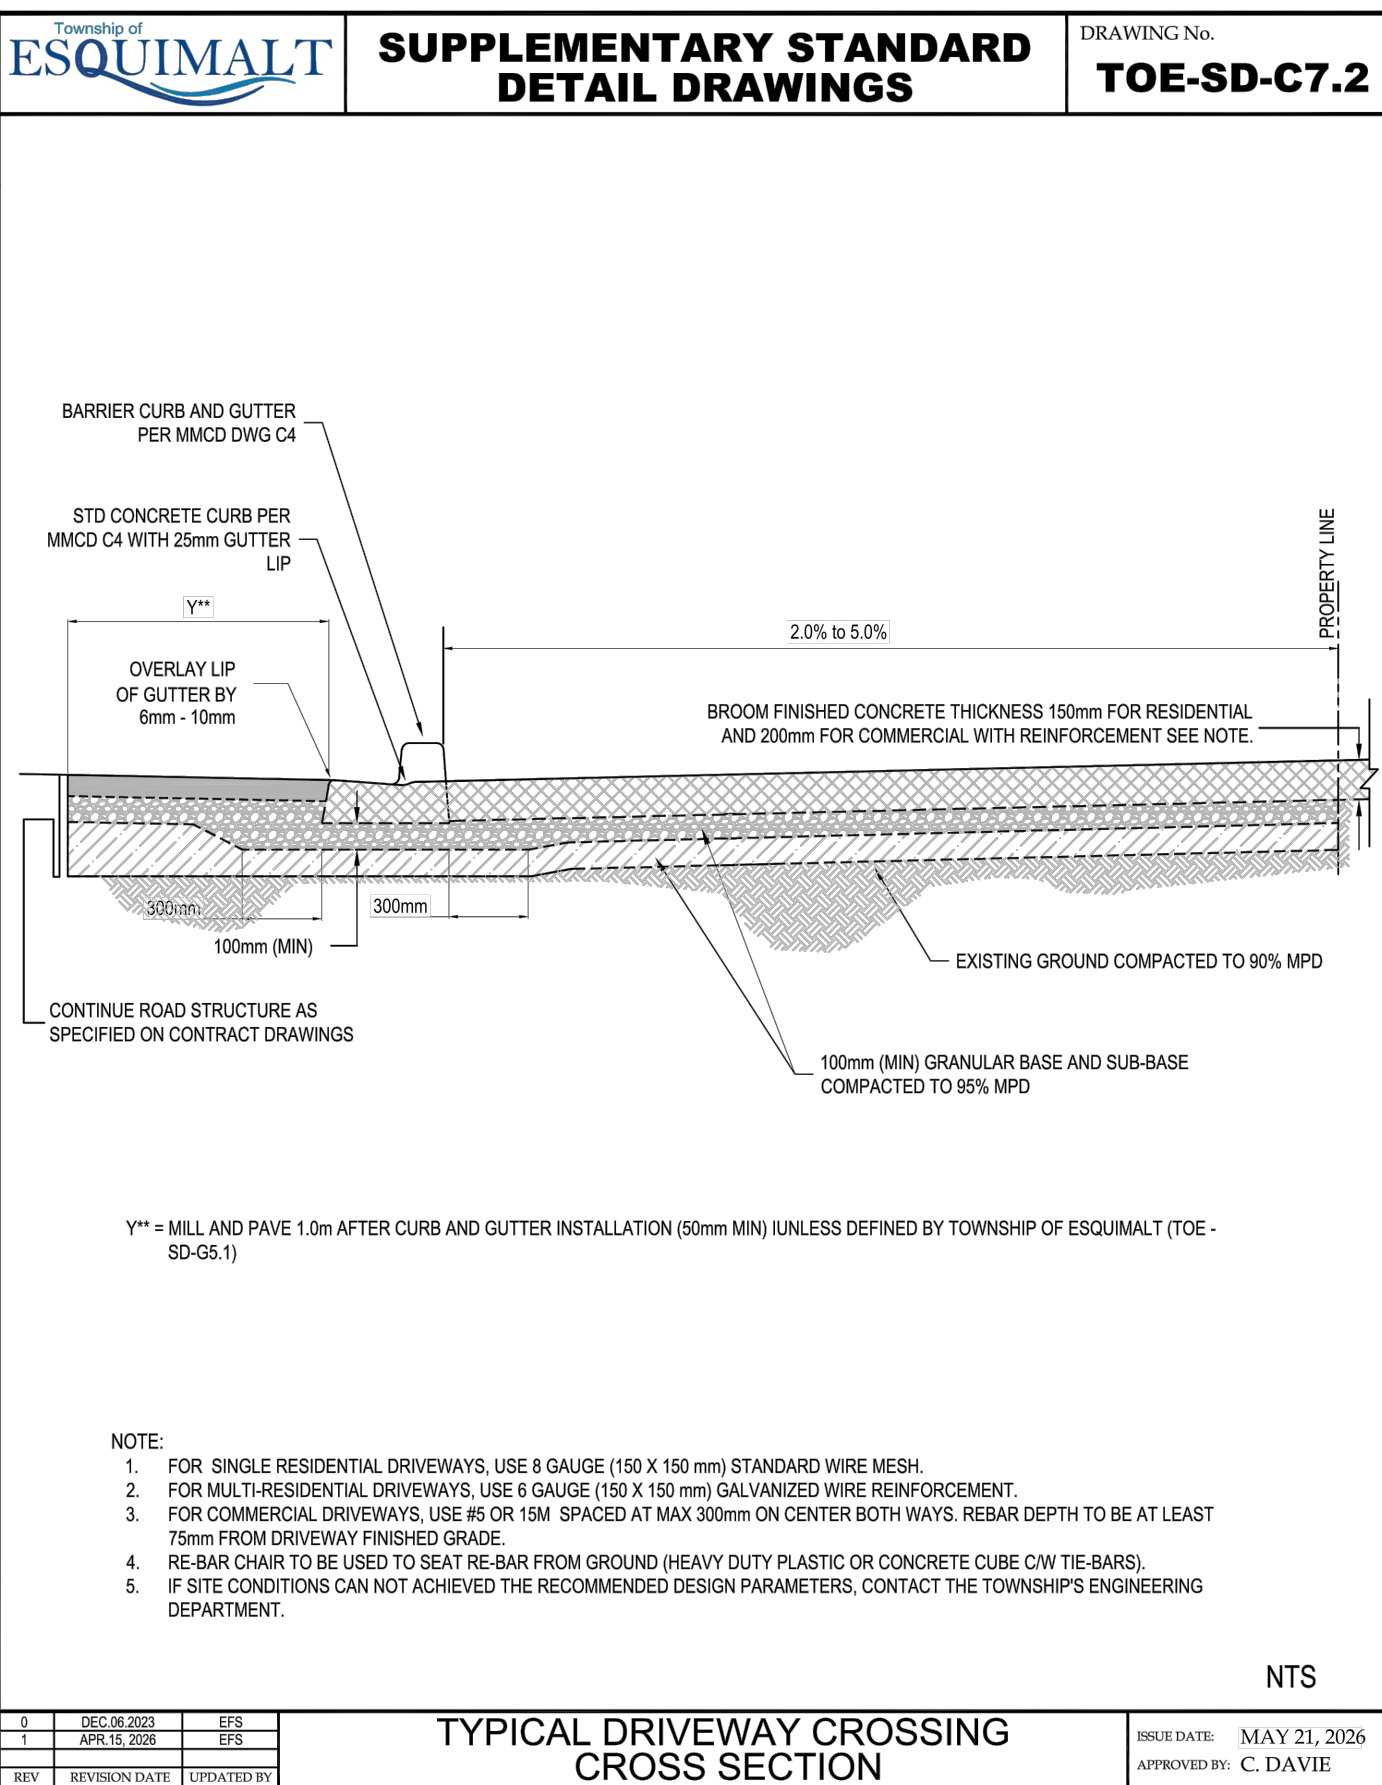 Township of
ESQUIMALT
SUPPLEMENTARY STANDARD
DETAIL DRAWINGS
DRAWING No.
TOE-SD-C7.2
BARRIER CURB AND GUTTER
PER MMCD DWG C4
STD CONCRETE CURB PER
MMCD C4 WITH 25mm GUTTER
LIP
Y**
2.0% to 5.0%
PROPERTY LINE
OVERLAY LIP
OF GUTTER BY
6mm - 10mm
BROOM FINISHED CONCRETE THICKNESS 150mm FOR RESIDENTIAL
AND 200mm FOR COMMERCIAL WITH REINFORCEMENT SEE NOTE.
300mm
300mm
100mm (MIN)
EXISTING GROUND COMPACTED TO 90% MPD
CONTINUE ROAD STRUCTURE AS
SPECIFIED ON CONTRACT DRAWINGS
100mm (MIN) GRANULAR BASE AND SUB-BASE
COMPACTED TO 95% MPD
Y** = MILL AND PAVE 1.0m AFTER CURB AND GUTTER INSTALLATION (50mm MIN) IUNLESS DEFINED BY TOWNSHIP OF ESQUIMALT (TOE -
SD-G5.1)
NOTE:
1. FOR SINGLE RESIDENTIAL DRIVEWAYS, USE 8 GAUGE (150 X 150 mm) STANDARD WIRE MESH.
2. FOR MULTI-RESIDENTIAL DRIVEWAYS, USE 6 GAUGE (150 X 150 mm) GALVANIZED WIRE REINFORCEMENT.
3. FOR COMMERCIAL DRIVEWAYS, USE #5 OR 15M SPACED AT MAX 300mm ON CENTER BOTH WAYS. REBAR DEPTH TO BE AT LEAST
75mm FROM DRIVEWAY FINISHED GRADE.
4. RE-BAR CHAIR TO BE USED TO SEAT RE-BAR FROM GROUND (HEAVY DUTY PLASTIC OR CONCRETE CUBE C/W TIE-BARS).
5. IF SITE CONDITIONS CAN NOT ACHIEVED THE RECOMMENDED DESIGN PARAMETERS, CONTACT THE TOWNSHIP'S ENGINEERING
DEPARTMENT.
NTS
0 DEC.06.2023 EFS
1 APR.15, 2026 EFS
REV REVISION DATE UPDATED BY
TYPICAL DRIVEWAY CROSSING
CROSS SECTION
ISSUE DATE: MAY 21, 2026
APPROVED BY: C. DAVIE